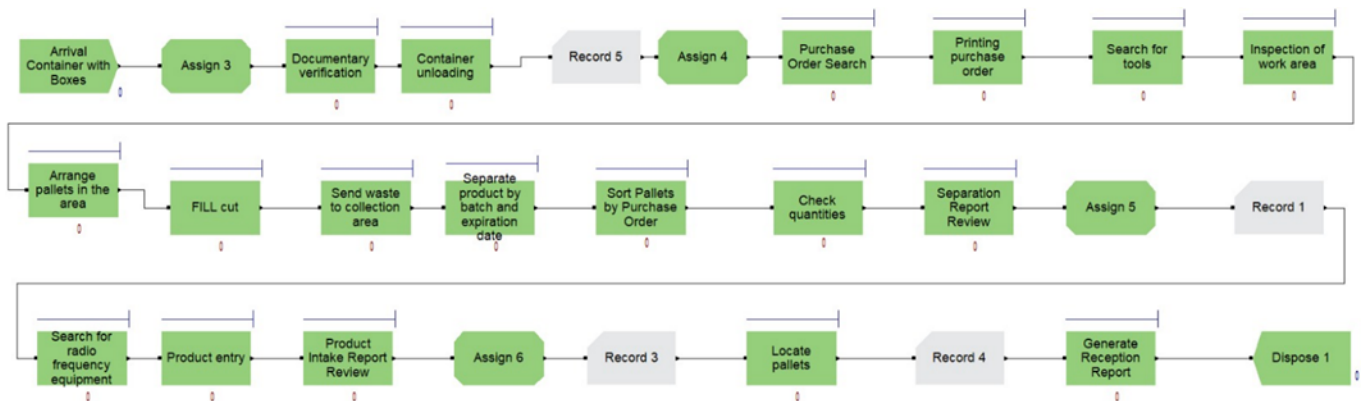 Arrival
Container with
Boxes
Assign 3
Documentary
verification
Container
unloading
Record 5
Assign 4
Purchase
Order Search
Printing
purchase
order
Search for
tools
Inspection of
work area
0
0
0
0
0
0
0
Arrange
pallets in the
area
FILL cut
Send waste
to collection
area
Separate
product by
batch and
expiration
date
Sort Pallets
by Purchase
Order
Check
quantities
Separation
Report
Review
Assign 5
Record 1
0
0
0
0
0
0
0
Search for
radio
frequency
equipment
Product entry
Product
Intake Report
Review
Assign 6
Record 3
Locate
pallets
Record 4
Generate
Reception
Report
Dispose 1
0
0
0
0
0
0